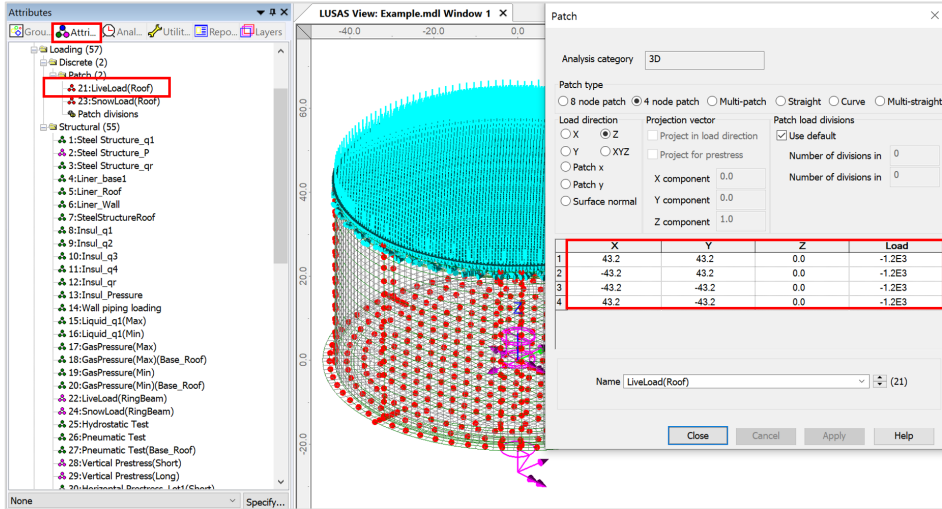 Attributes
Grou...
Attri...
Anal...
Utilit...
Repo...
Layers
Loading (57)
Discrete (2)
Patch (2)
21:LiveLoad(Roof)
23:SnowLoad(Roof)
Patch divisions
Structural (55)
1:Steel Structure_q1
2:Steel Structure_P
3:Steel Structure_qr
4:Liner_base1
5:Liner_Roof
6:Liner_Wall
7:SteelStructureRoof
8:Insul_q1
9:Insul_q2
10:Insul_q3
11:Insul_q4
12:Insul_qr
13:Insul_Pressure
14:Wall piping loading
15:Liquid_q1(Max)
16:Liquid_q1(Min)
17:GasPressure(Max)
18:GasPressure(Max)(Base_Roof)
19:GasPressure(Min)
20:GasPressure(Min)(Base_Roof)
22:LiveLoad(RingBeam)
24:SnowLoad(RingBeam)
25:Hydrostatic Test
26:Pneumatic Test
27:Pneumatic Test(Base_Roof)
28:Vertical Prestress(Short)
29:Vertical Prestress(Long)
30:Horizontal Prestress_Lot1(Short)
None
Specify...
LUSAS View: Example.mdl Window 1 X
-40.0 -20.0 0.0
60.0
40.0
20.0
0.0
-20.0
Z
Patch
Analysis category 3D
Patch type
8 node patch 4 node patch Multi-patch Straight Curve Multi-straight
Load direction Projection vector Patch load divisions
X Z Project in load direction Use default
Y XYZ Project for prestress Number of divisions in 0
Patch x X component 0.0 Number of divisions in 0
Patch y Y component 0.0
Surface normal Z component 1.0
X Y Z Load
1 43.2 43.2 0.0 -1.2E3
2 -43.2 43.2 0.0 -1.2E3
3 -43.2 -43.2 0.0 -1.2E3
4 43.2 -43.2 0.0 -1.2E3
Name LiveLoad(Roof) (21)
Close Cancel Apply Help